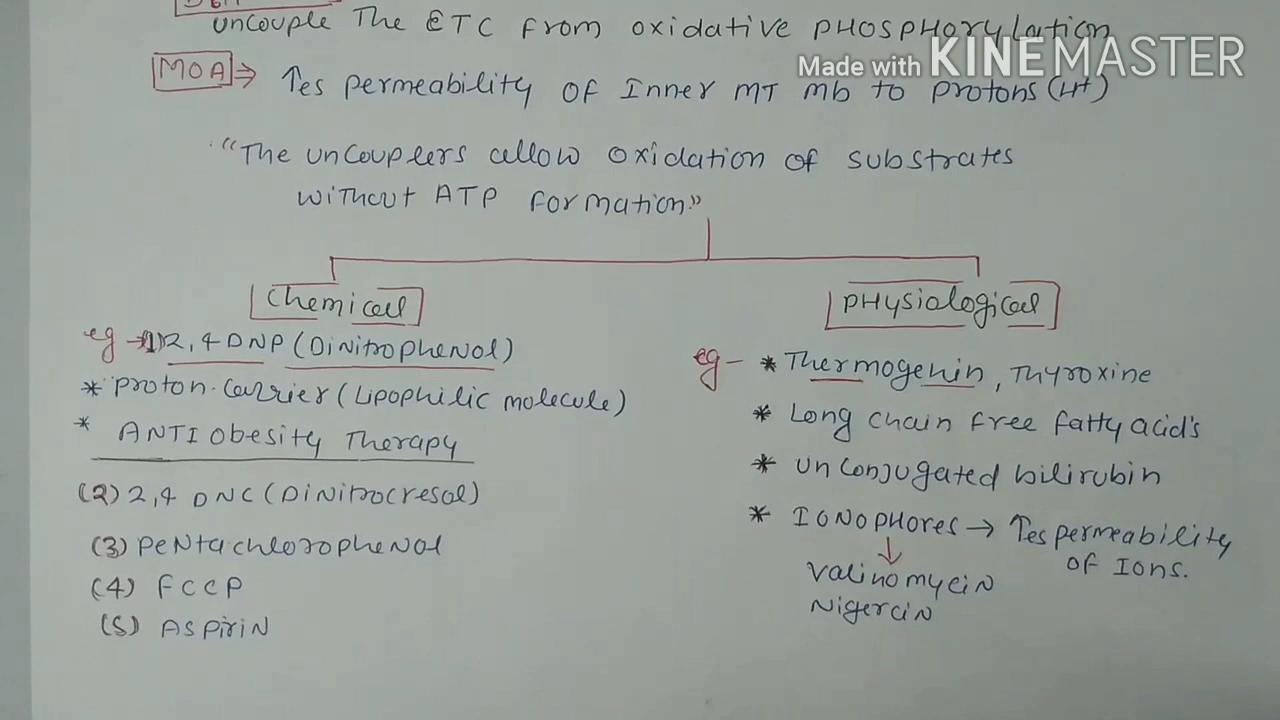 uncouple The ETC from oxidative phosphorylation
Made with KINEMASTER
MOA ⇒ ↑es permeability of Inner MT mb to protons (H+)
"The uncouplers allow oxidation of substrates
without ATP formation"
Chemical
eg → 1) 2,4 DNP (Dinitrophenol)
* Proton carrier (Lipophilic molecule)
* ANTI obesity Therapy
(2) 2,4 DNC (Dinitrocresol)
(3) Pentachlorophenol
(4) FCCP
(5) Aspirin
Physiological
eg - * Thermogenin, Thyroxine
* Long chain free fatty acid's
* unconjugated bilirubin
* Ionophores → ↑es permeability
of Ions.
↓
Valinomycin
Nigercin